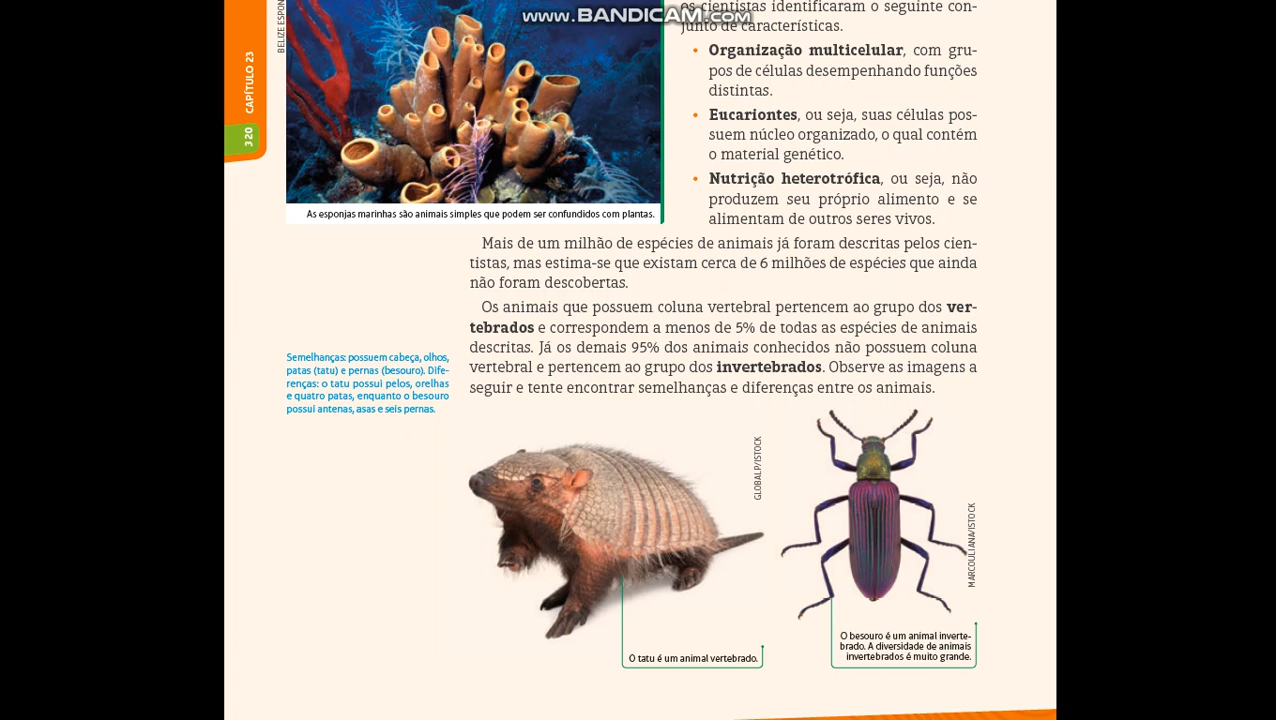 www.BANDICAM.com
os cientistas identificaram o seguinte con-
junto de características.
• Organização multicelular, com gru-
pos de células desempenhando funções
distintas.
• Eucariontes, ou seja, suas células pos-
suem núcleo organizado, o qual contém
o material genético.
• Nutrição heterotrófica, ou seja, não
produzem seu próprio alimento e se
alimentam de outros seres vivos.
BELIZE ESPON
CAPÍTULO 23
320
As esponjas marinhas são animais simples que podem ser confundidos com plantas.
Mais de um milhão de espécies de animais já foram descritas pelos cien-
tistas, mas estima-se que existam cerca de 6 milhões de espécies que ainda
não foram descobertas.
Os animais que possuem coluna vertebral pertencem ao grupo dos ver-
tebrados e correspondem a menos de 5% de todas as espécies de animais
descritas. Já os demais 95% dos animais conhecidos não possuem coluna
vertebral e pertencem ao grupo dos invertebrados. Observe as imagens a
seguir e tente encontrar semelhanças e diferenças entre os animais.
Semelhanças: possuem cabeça, olhos,
patas (tatu) e pernas (besouro). Dife-
renças: o tatu possui pelos, orelhas
e quatro patas, enquanto o besouro
possui antenas, asas e seis pernas.
GLOBALP/ISTOCK
MARCOULIANA/ISTOCK
O tatu é um animal vertebrado.
O besouro é um animal inverte-
brado. A diversidade de animais
invertebrados é muito grande.